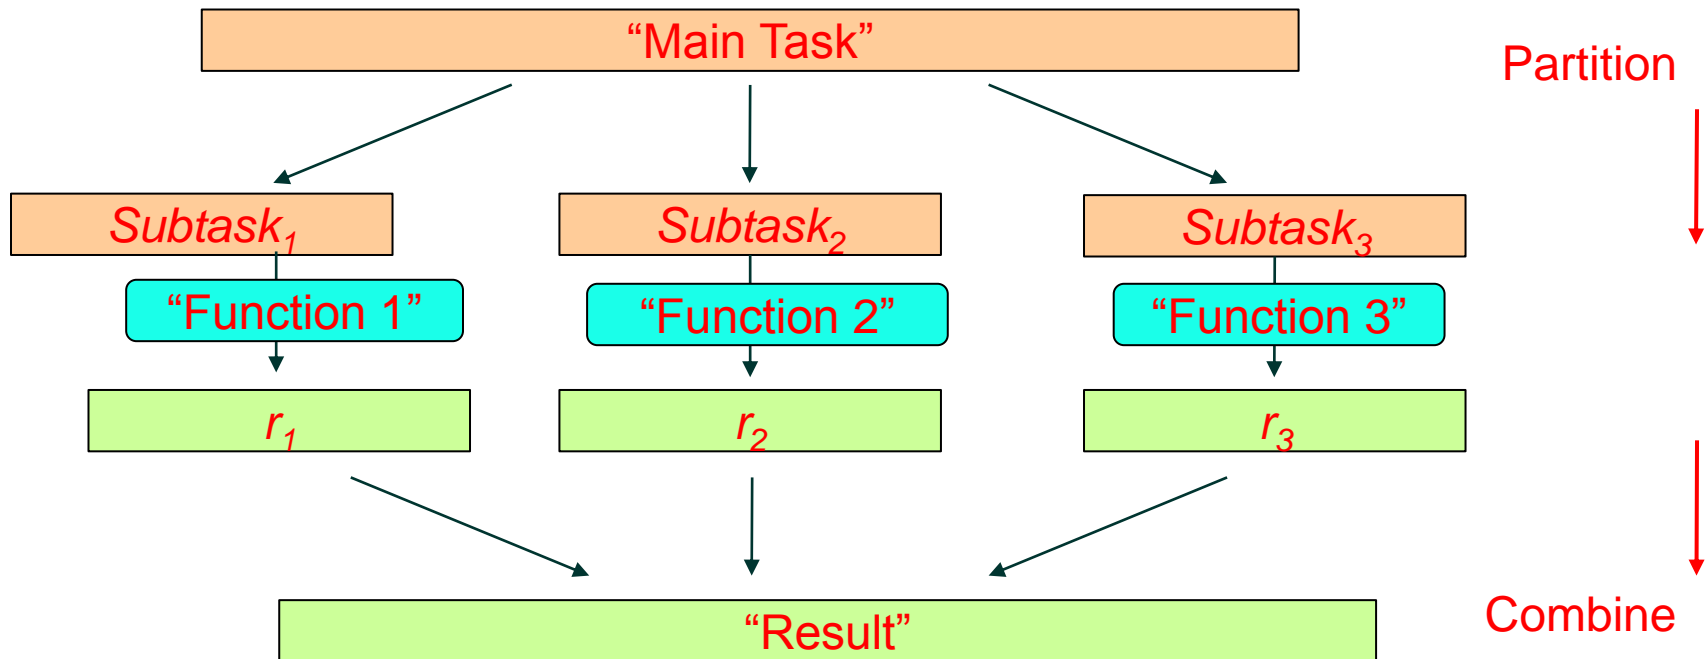 “Main Task”
Partition
Subtask₁
Subtask₂
Subtask₃
“Function 1”
“Function 2”
“Function 3”
r₁
r₂
r₃
Combine
“Result”